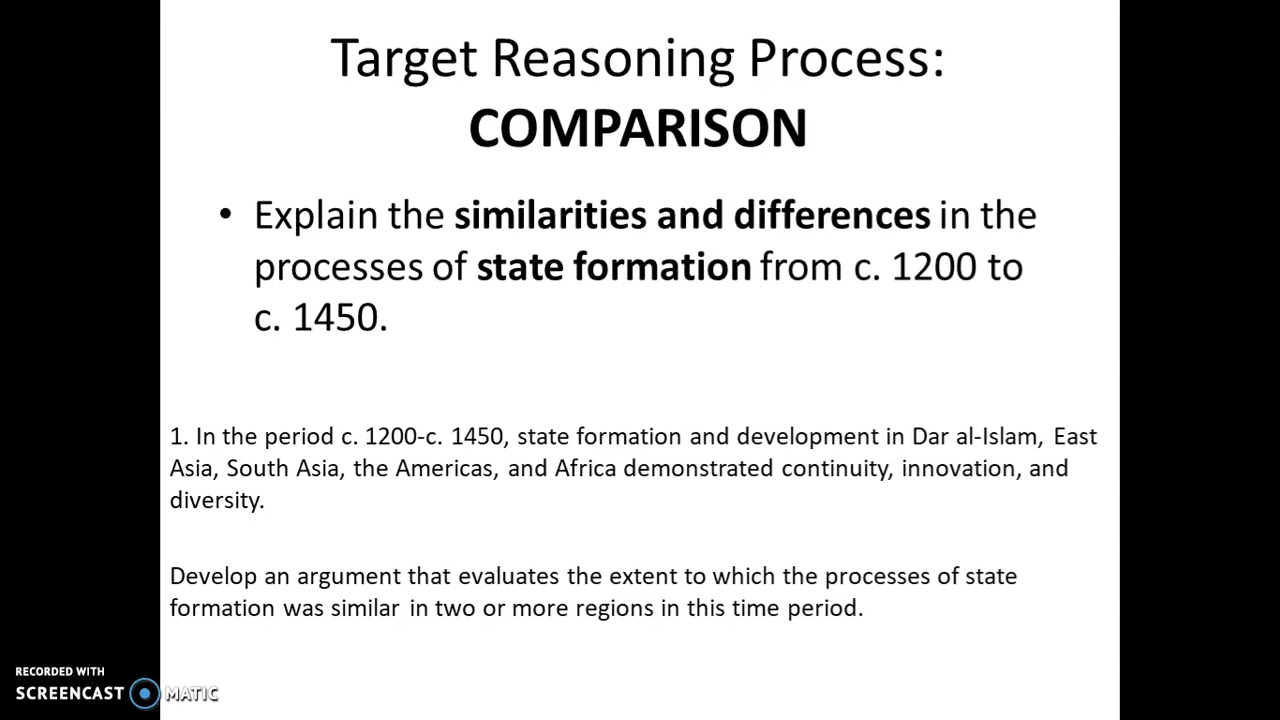 Target Reasoning Process:
COMPARISON
• Explain the similarities and differences in the
processes of state formation from c. 1200 to
c. 1450.
1. In the period c. 1200-c. 1450, state formation and development in Dar al-Islam, East
Asia, South Asia, the Americas, and Africa demonstrated continuity, innovation, and
diversity.
Develop an argument that evaluates the extent to which the processes of state
formation was similar in two or more regions in this time period.
RECORDED WITH
SCREENCAST MATIC